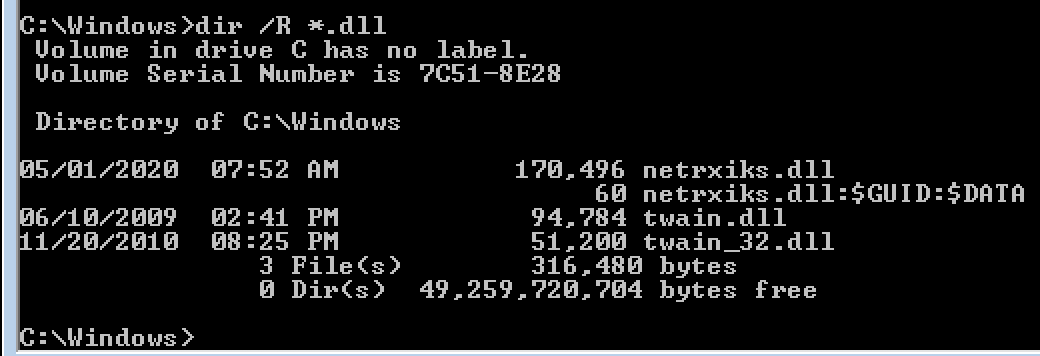 C:\Windows>dir /R *.dll
Volume in drive C has no label.
Volume Serial Number is 7C51-8E28
Directory of C:\Windows
05/01/2020  07:52 AM           170,496 netrxiks.dll
60 netrxiks.dll:$GUID:$DATA
06/10/2009  02:41 PM            94,784 twain.dll
11/20/2010  08:25 PM            51,200 twain_32.dll
3 File(s)        316,480 bytes
0 Dir(s)  49,259,720,704 bytes free
C:\Windows>